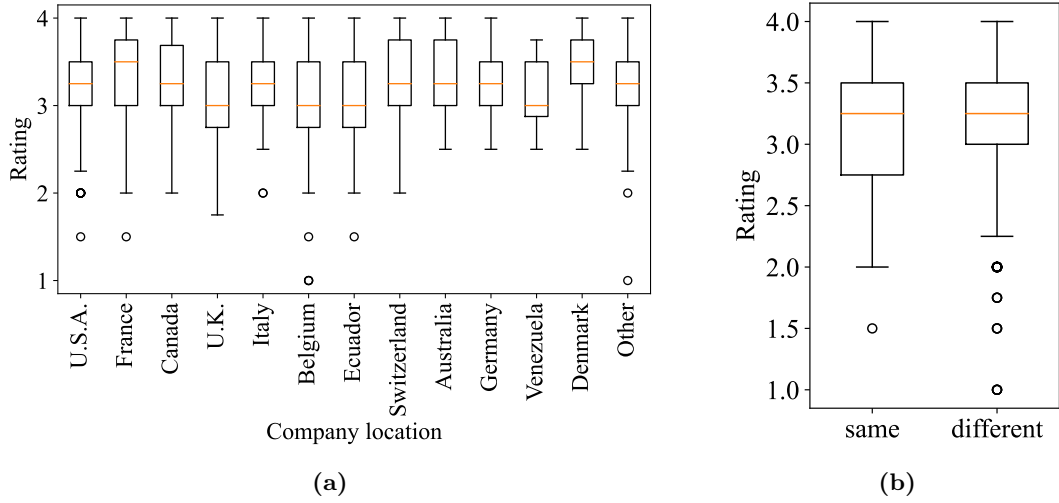 4
3
2
1
Rating
U.S.A.
France
Canada
U.K.
Italy
Belgium
Ecuador
Switzerland
Australia
Germany
Venezuela
Denmark
Other
Company location
(a)
4.0
3.5
3.0
2.5
2.0
1.5
1.0
Rating
same different
(b)